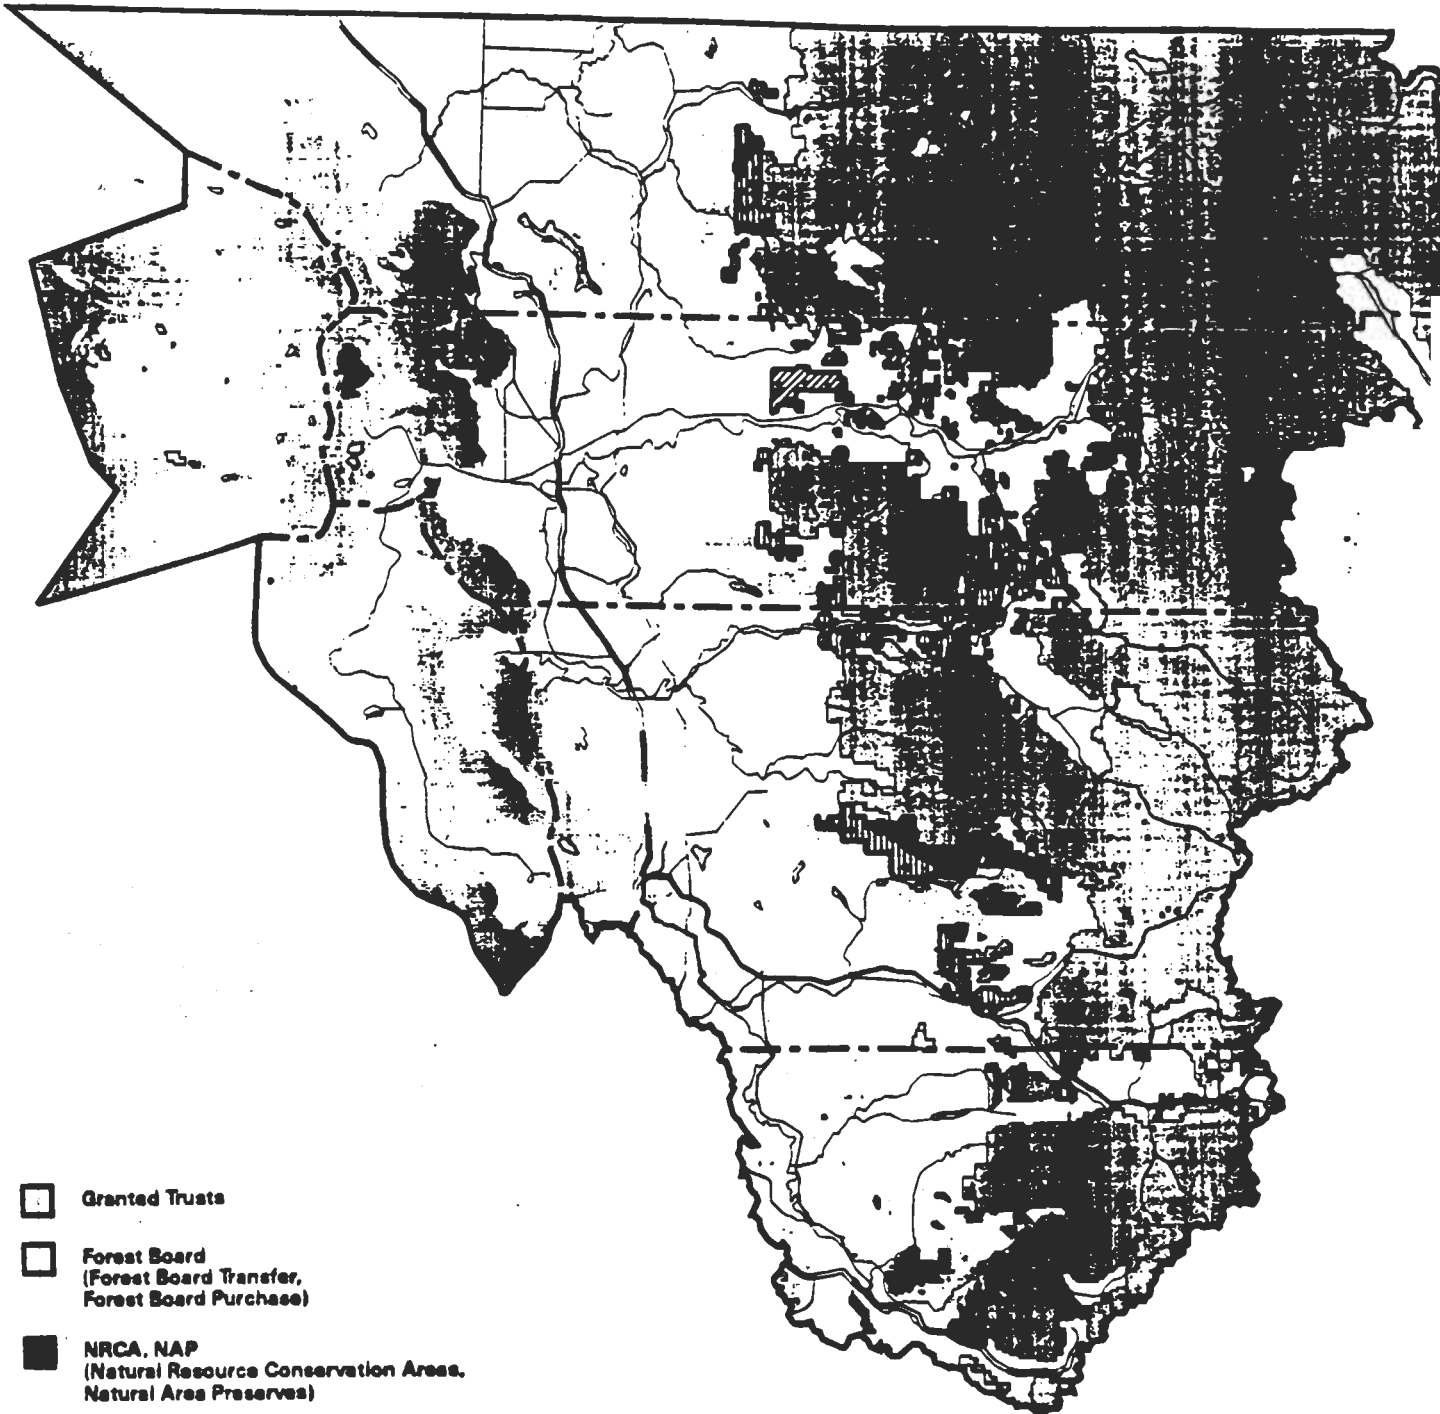 Granted Trusts
Forest Board
(Forest Board Transfer,
Forest Board Purchase)
NRCA, NAP
(Natural Resource Conservation Areas,
Natural Area Preserves)